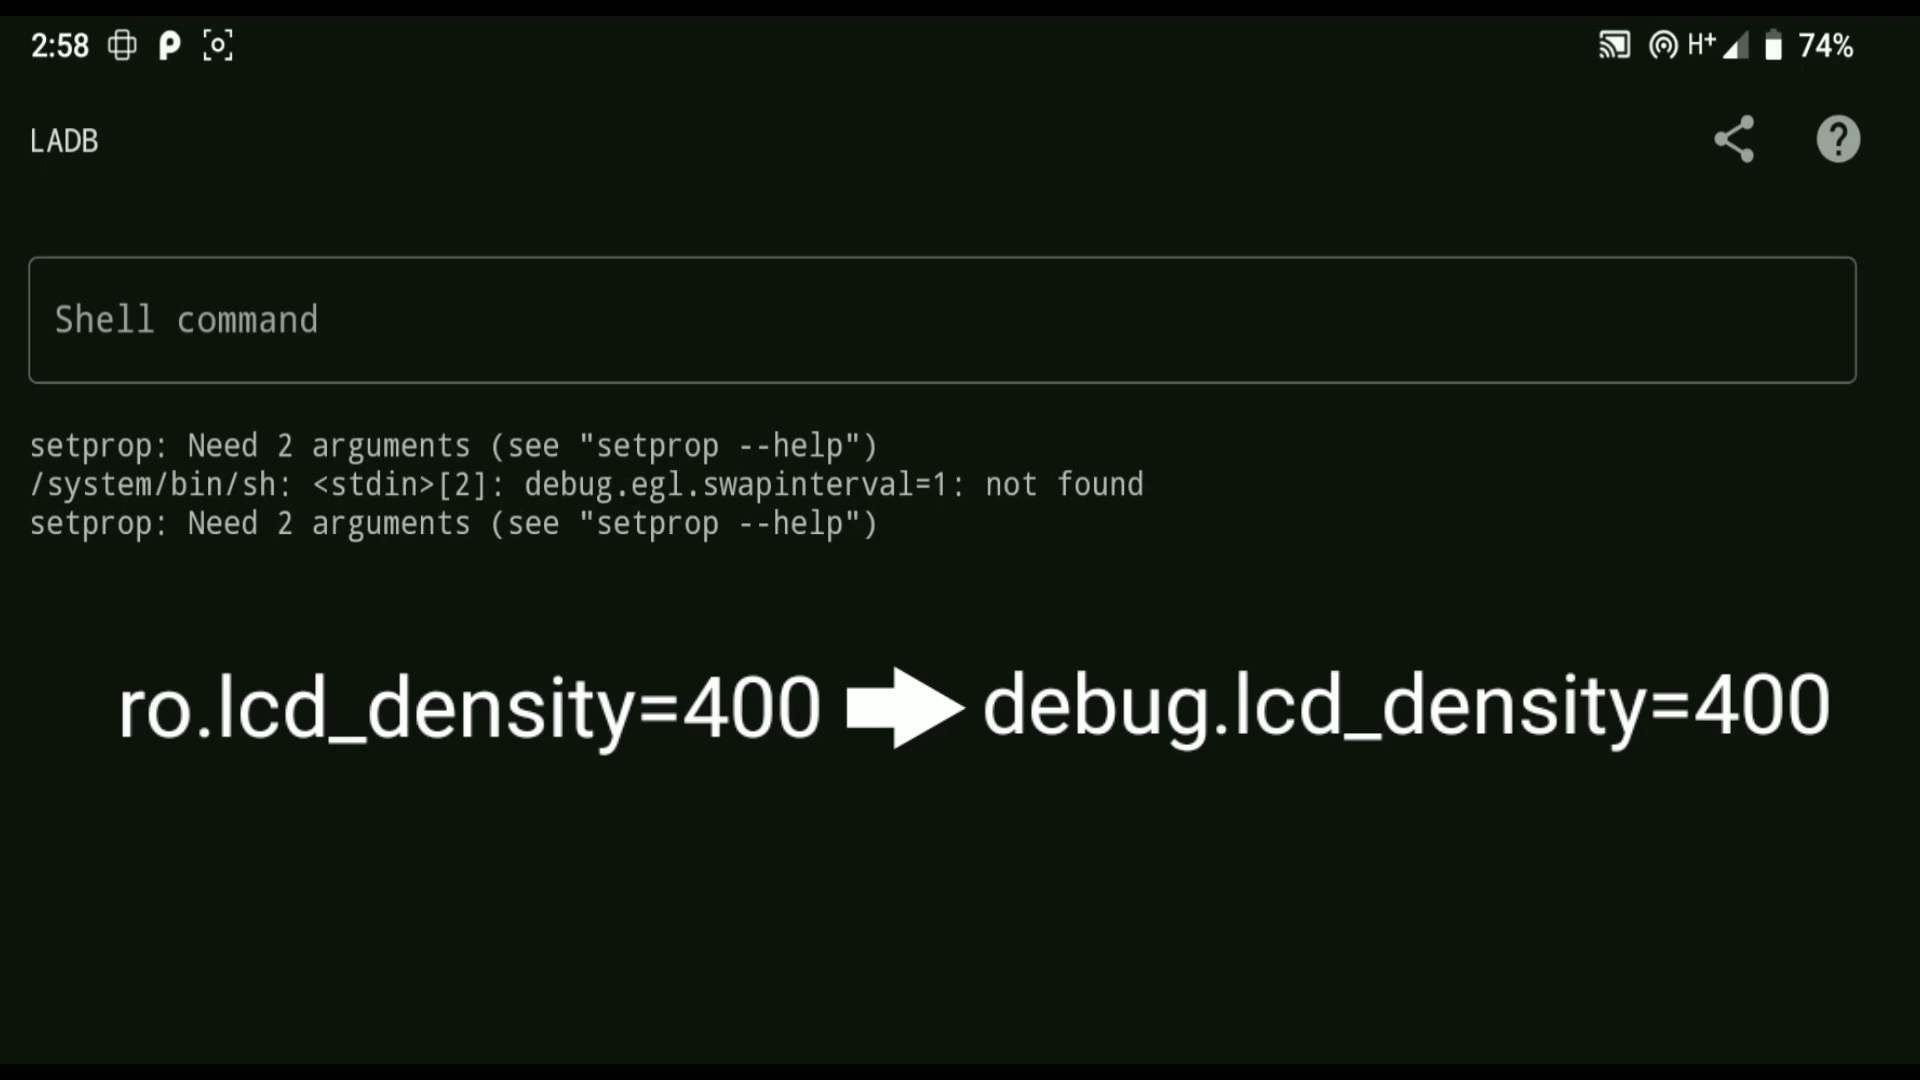 2:58 H+ 74%
LADB
Shell command
setprop: Need 2 arguments (see "setprop --help")
/system/bin/sh: <stdin>[2]: debug.egl.swapinterval=1: not found
setprop: Need 2 arguments (see "setprop --help")
ro.lcd_density=400 debug.lcd_density=400